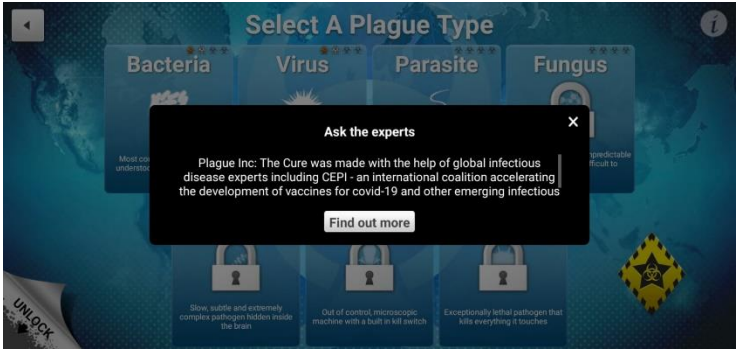 Select A Plague Type
i
Bacteria
Virus
Parasite
Fungus
Ask the experts
Plague Inc: The Cure was made with the help of global infectious
disease experts including CEPI - an international coalition accelerating
the development of vaccines for covid-19 and other emerging infectious
Find out more
Most
understo
predictable
difficult to
Slow, subtle and extremely
complex pathogen hidden inside
the brain
Out of control, microscopic
machine with a built in kill switch
Exceptionally lethal pathogen that
kills everything it touches
UNLOCK